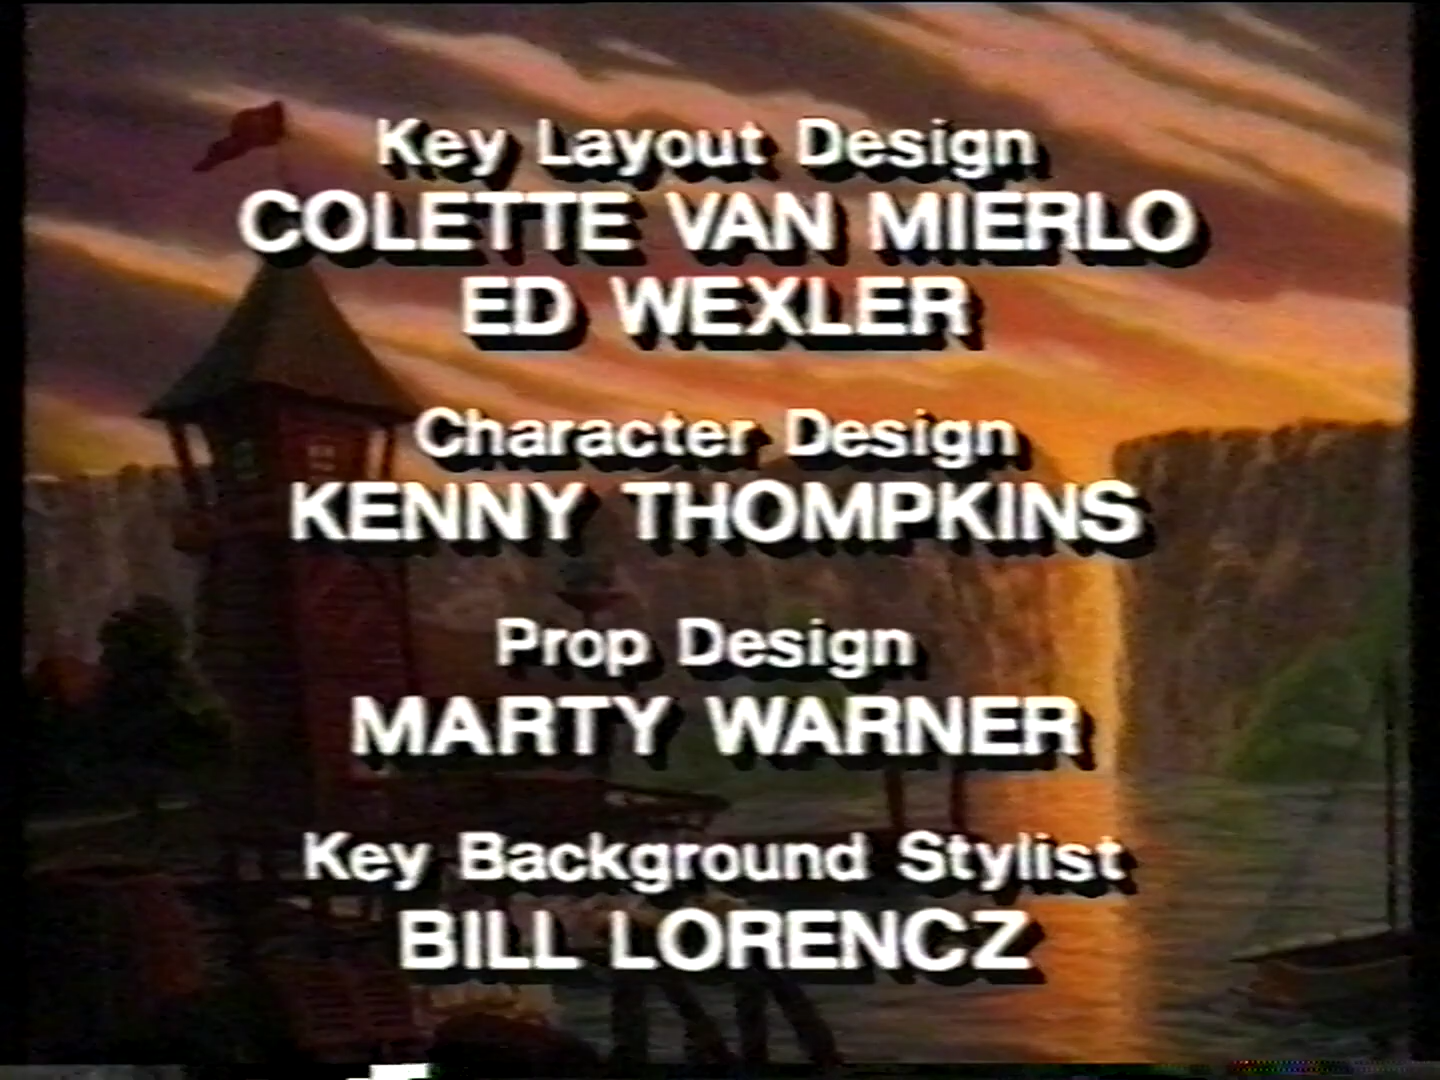 Key Layout Design
COLETTE VAN MIERLO
ED WEXLER
Character Design
KENNY THOMPKINS
Prop Design
MARTY WARNER
Key Background Stylist
BILL LORENCZ